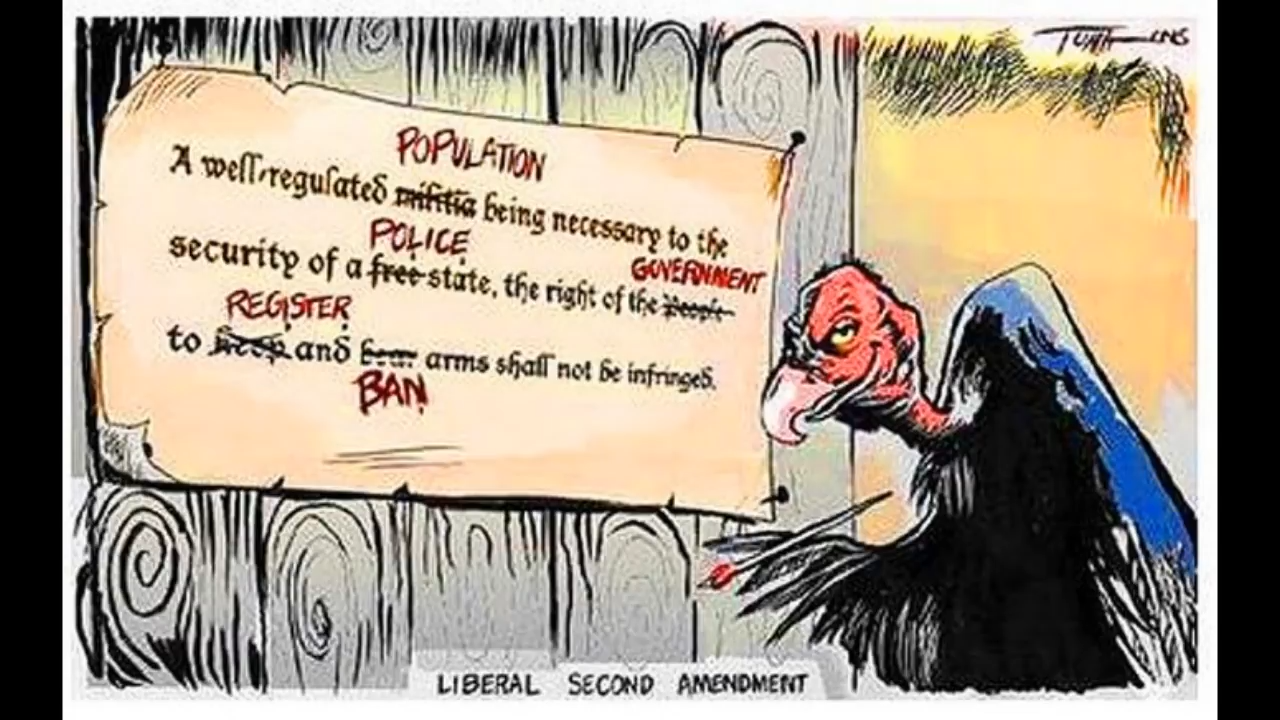 POPULATION
A well-regulated militia being necessary to the
POLICE
GOVERNMENT
security of a free state, the right of the People
REGISTER
to keep and bear arms shall not be infringed.
BAN
LIBERAL SECOND AMENDMENT